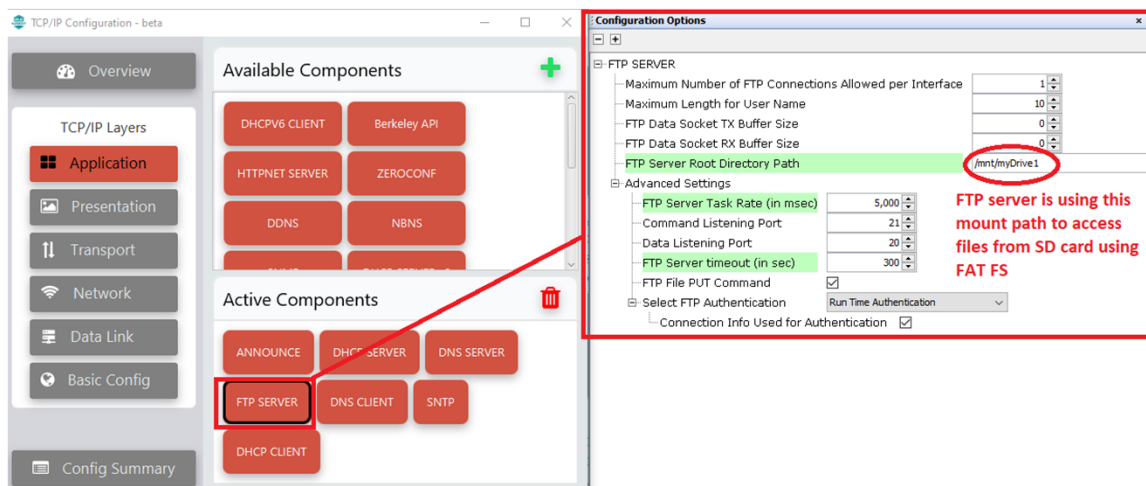 TCP/IP Configuration - beta
Overview
TCP/IP Layers
Application
Presentation
Transport
Network
Data Link
Basic Config
Config Summary
Available Components
DHCPV6 CLIENT
Berkeley API
HTTPNET SERVER
ZEROCONF
DDNS
NBNS
Active Components
ANNOUNCE
DHCP SERVER
DNS SERVER
FTP SERVER
DNS CLIENT
SNTP
DHCP CLIENT
Configuration Options
FTP SERVER
Maximum Number of FTP Connections Allowed per Interface 1
Maximum Length for User Name 10
FTP Data Socket TX Buffer Size 0
FTP Data Socket RX Buffer Size 0
FTP Server Root Directory Path /mnt/myDrive1
Advanced Settings
FTP Server Task Rate (in msec) 5,000
Command Listening Port 21
Data Listening Port 20
FTP Server timeout (in sec) 300
FTP File PUT Command
Select FTP Authentication Run Time Authentication
Connection Info Used for Authentication
FTP server is using this
mount path to access
files from SD card using
FAT FS